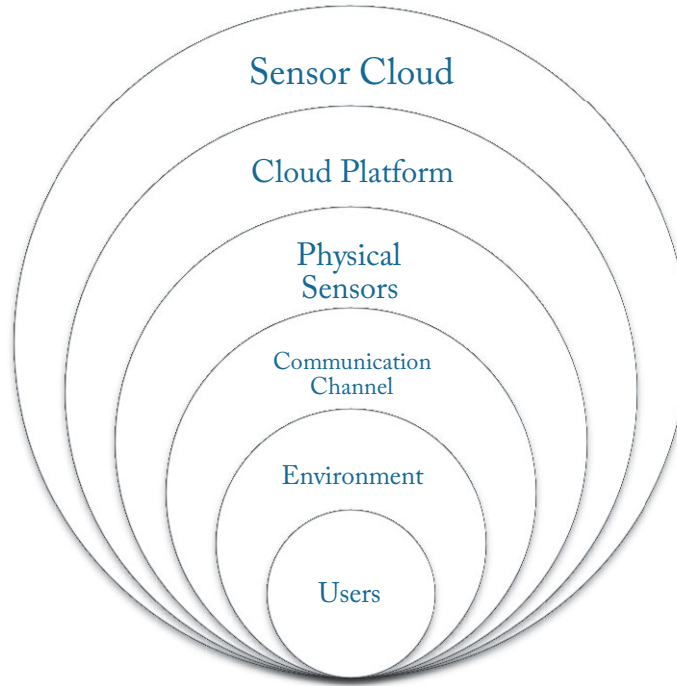 Sensor Cloud
Cloud Platform
Physical
Sensors
Communication
Channel
Environment
Users